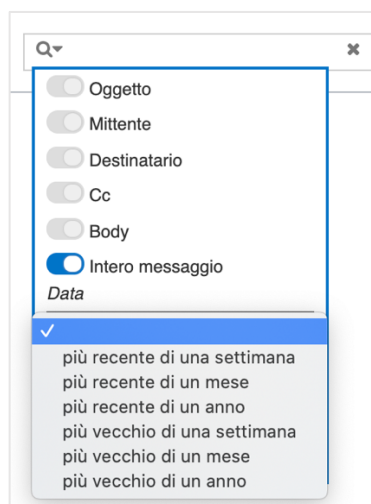 Oggetto
Mittente
Destinatario
Cc
Body
Intero messaggio
Data
più recente di una settimana
più recente di un mese
più recente di un anno
più vecchio di una settimana
più vecchio di un mese
più vecchio di un anno